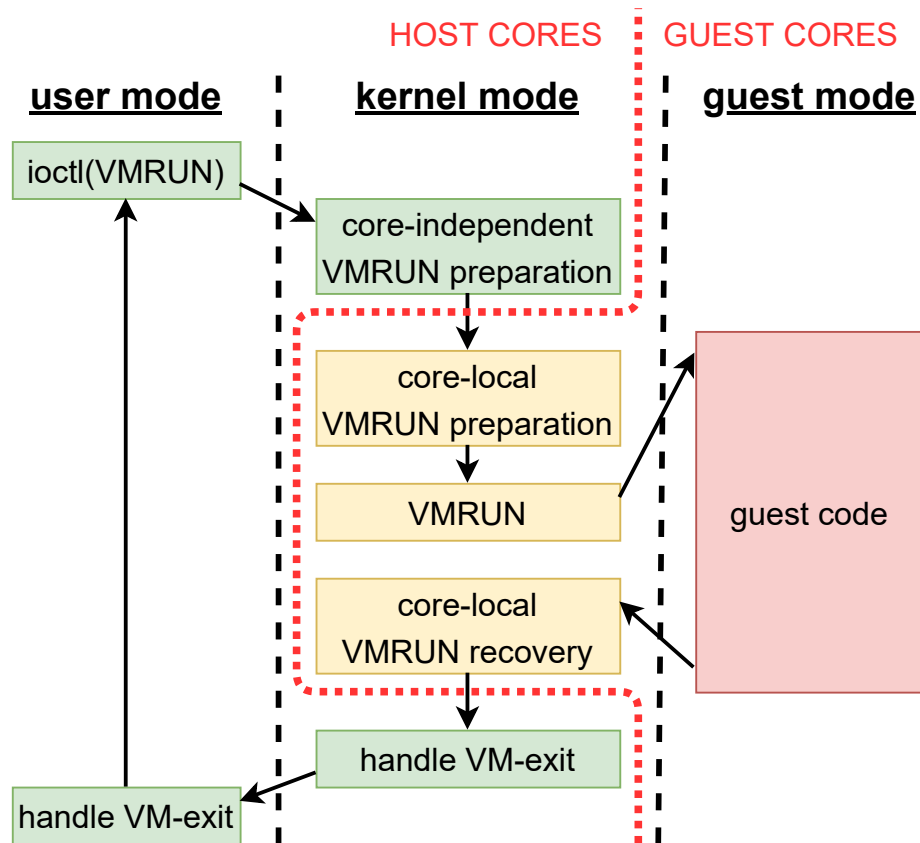 HOST CORES
GUEST CORES
user mode
kernel mode
guest mode
ioctl(VMRUN)
core-independent
VMRUN preparation
core-local
VMRUN preparation
VMRUN
guest code
core-local
VMRUN recovery
handle VM-exit
handle VM-exit